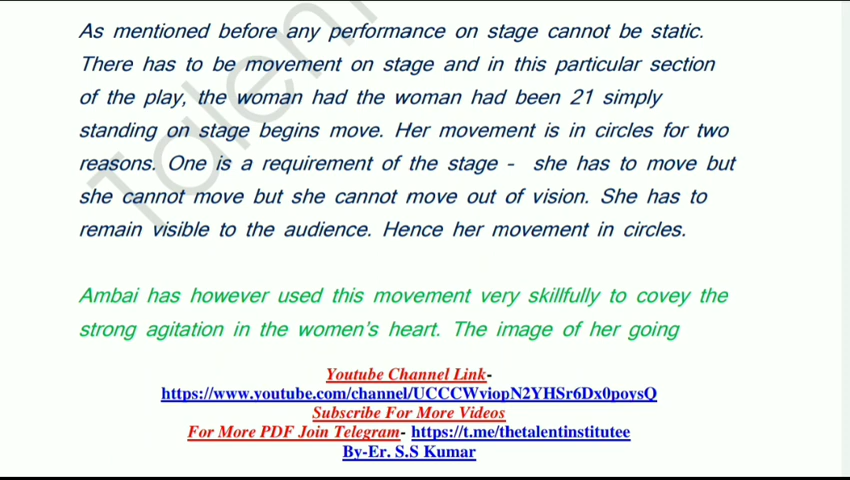 As mentioned before any performance on stage cannot be static.
There has to be movement on stage and in this particular section
of the play, the woman had the woman had been 21 simply
standing on stage begins move. Her movement is in circles for two
reasons. One is a requirement of the stage - she has to move but
she cannot move but she cannot move out of vision. She has to
remain visible to the audience. Hence her movement in circles.
Ambai has however used this movement very skillfully to covey the
strong agitation in the women's heart. The image of her going
Youtube Channel Link-
https://www.youtube.com/channel/UCCCWviopN2YHSr6Dx0poysQ
Subscribe For More Videos
For More PDF Join Telegram- https://t.me/thetalentinstitutee
By-Er. S.S Kumar
Talent